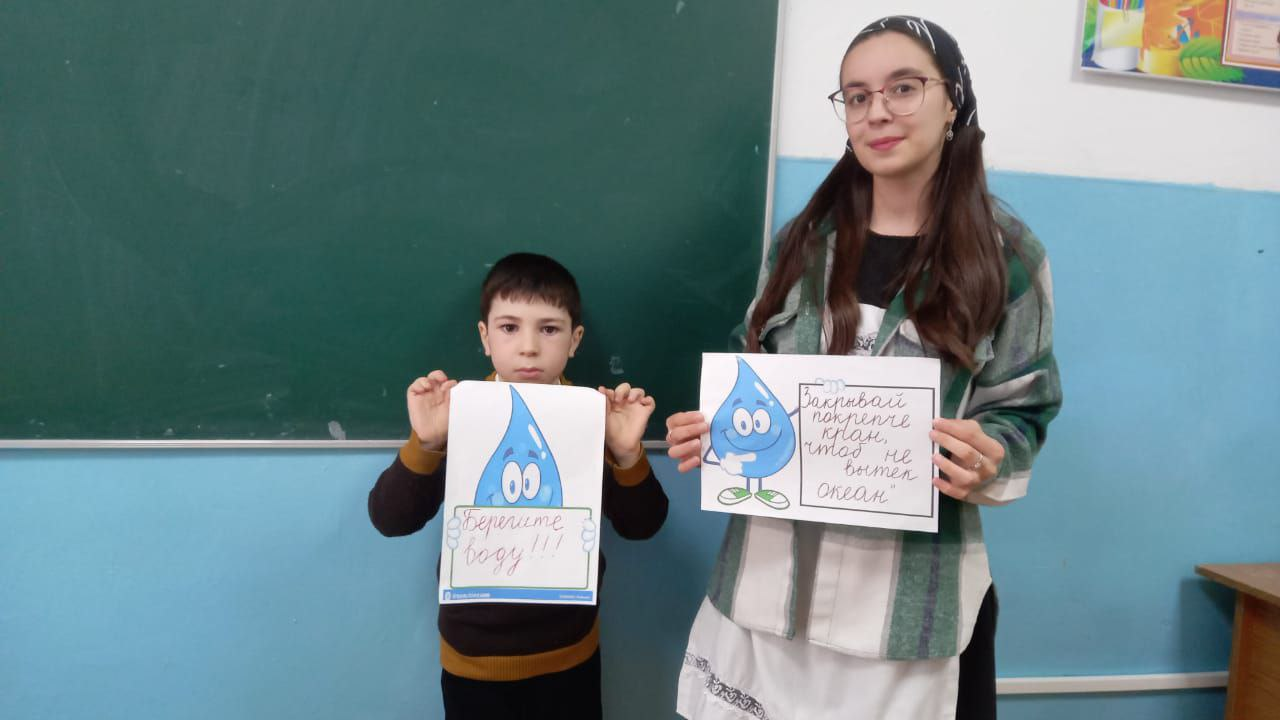 Берегите
воду!!!
Закрывай
покрепче
кран,
чтоб не
вытек
океан"